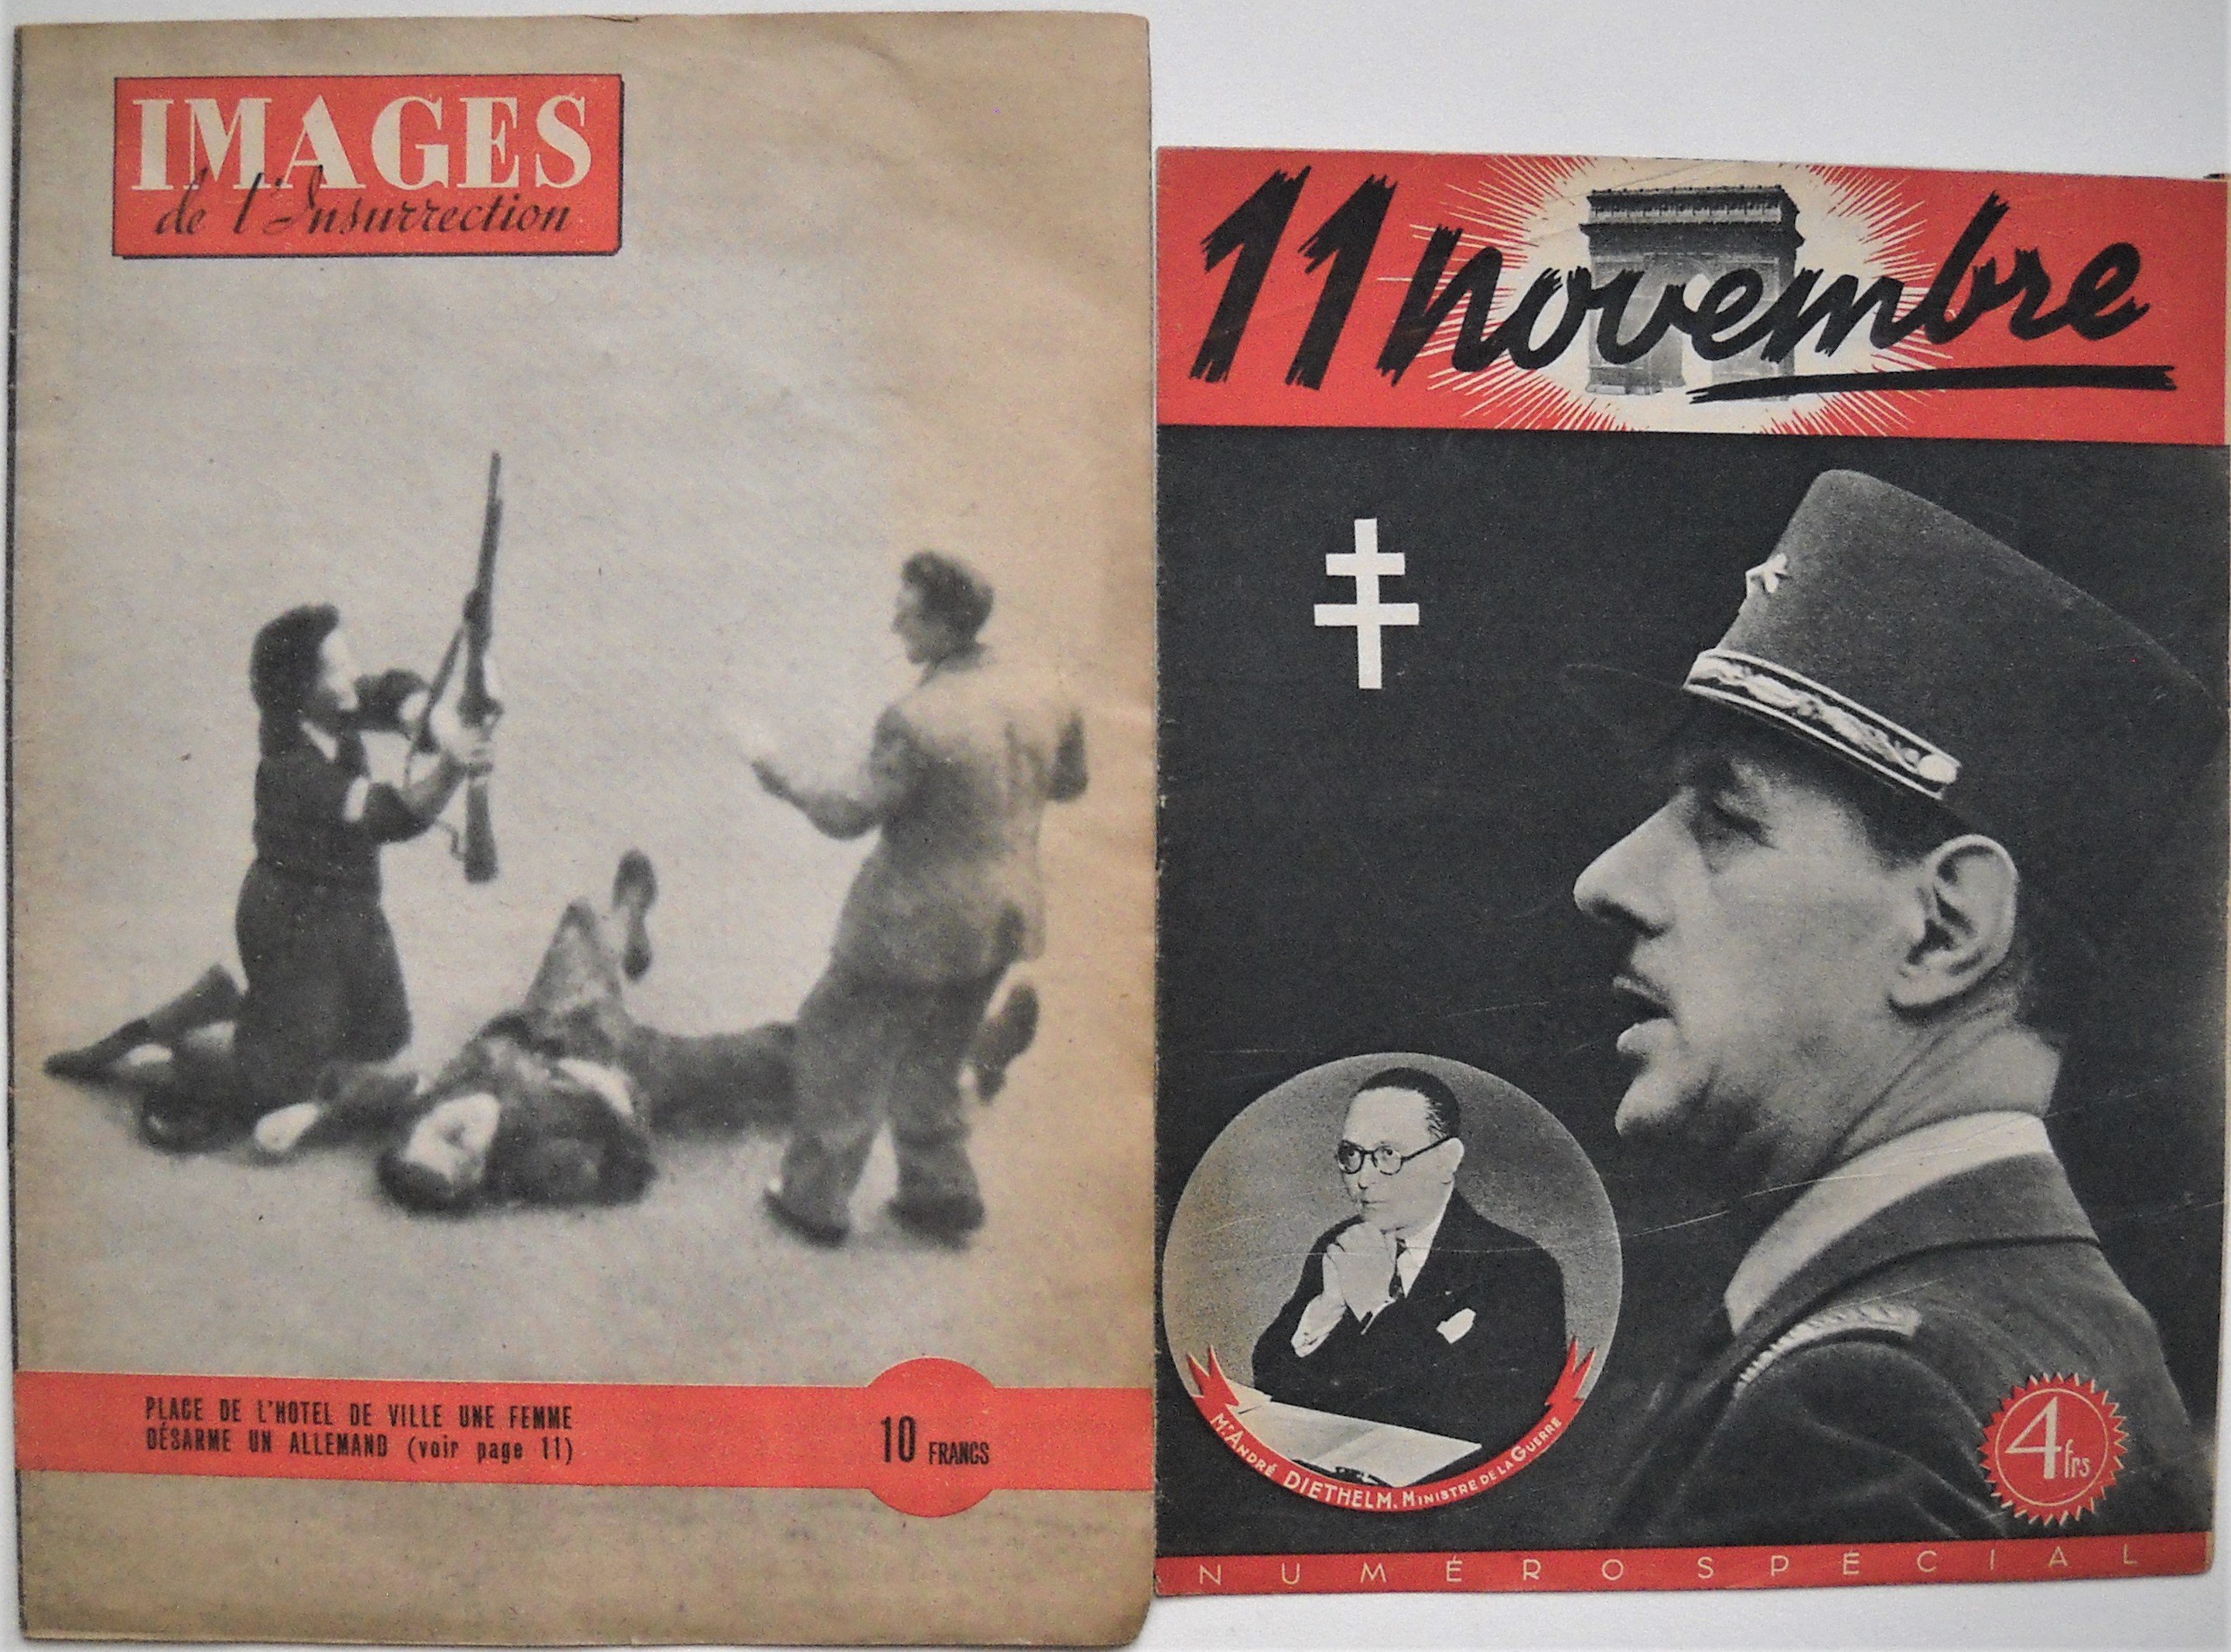 IMAGES
de l'Insurrection
PLACE DE L'HOTEL DE VILLE UNE FEMME
DÉSARME UN ALLEMAND (voir page 11)
10 FRANCS
11 novembre
Mr ANDRÉ DIETHELM. MINISTRE DE LA GUERRE
4 frs
NUMÉRO SPÉCIAL